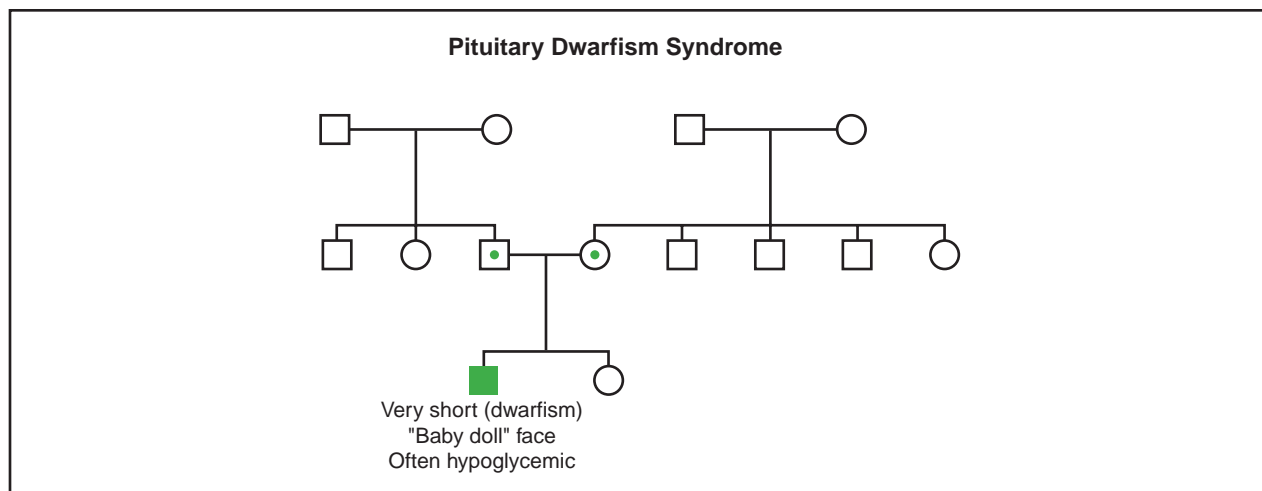 Pituitary Dwarfism Syndrome
Very short (dwarfism)
"Baby doll" face
Often hypoglycemic